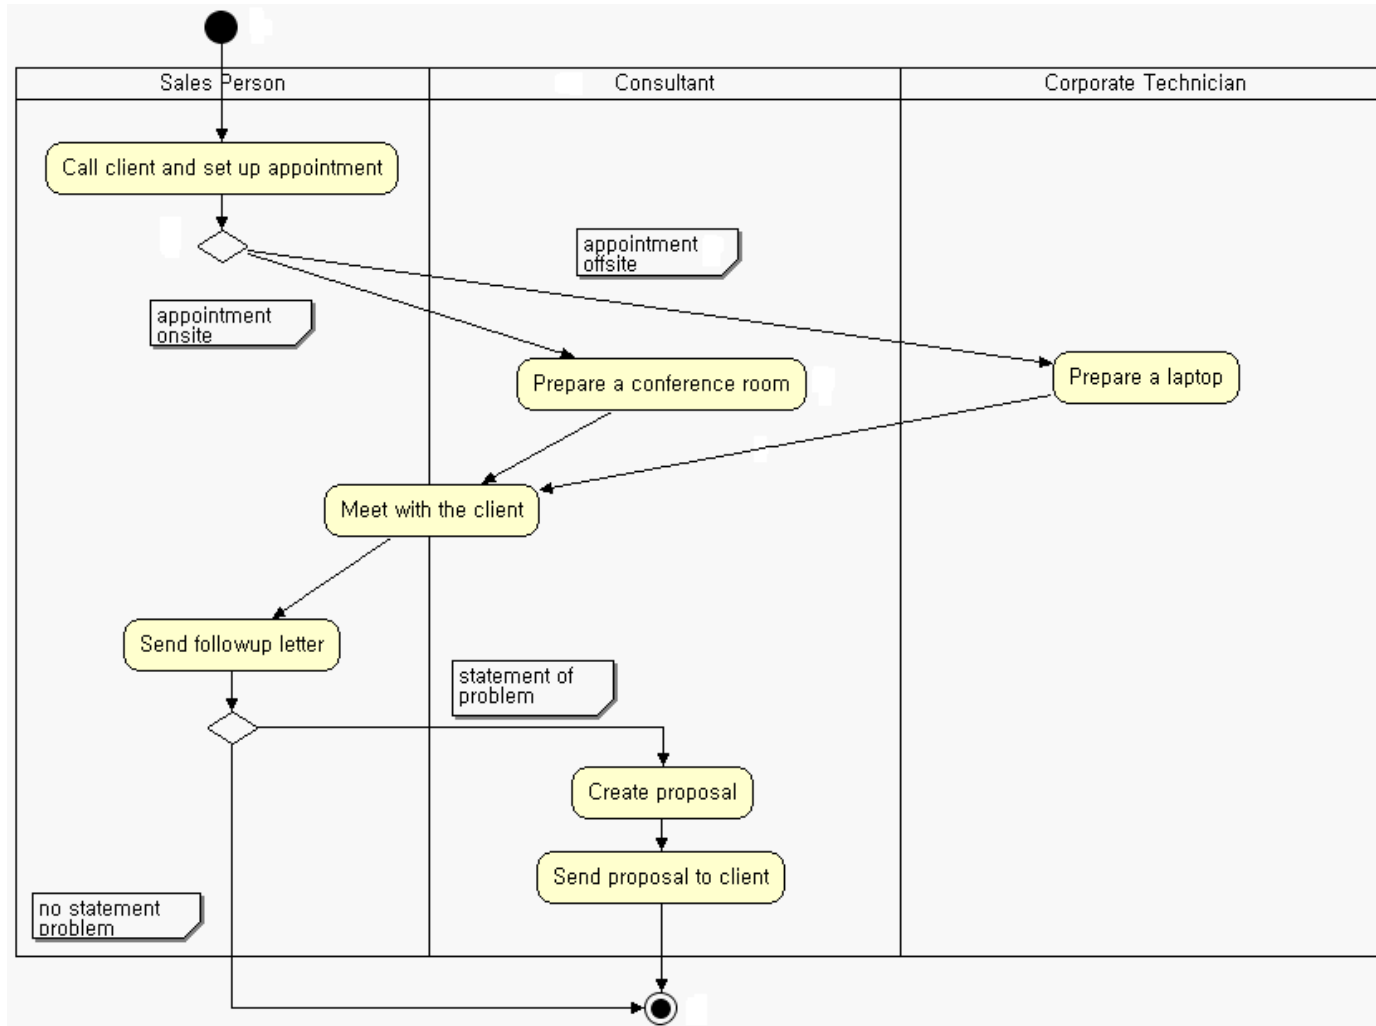 Sales Person
Consultant
Corporate Technician
Call client and set up appointment
appointment
offsite
appointment
onsite
Prepare a conference room
Prepare a laptop
Meet with the client
Send followup letter
statement of
problem
Create proposal
Send proposal to client
no statement
problem